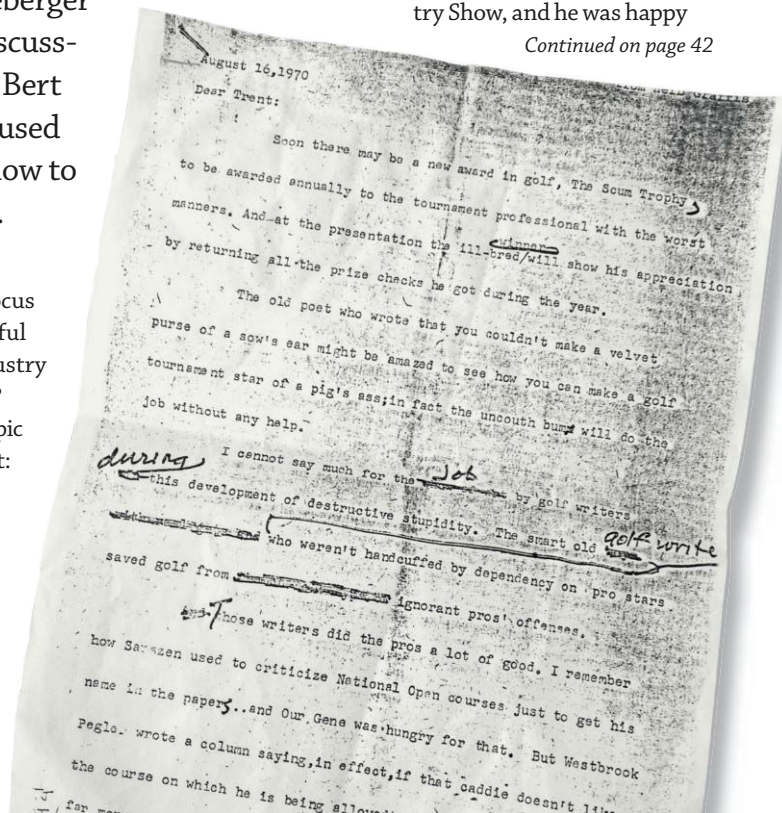 eberger
scuss-
Bert
used
ow to
.
ocus
ful
ustry
pic
t:
try Show, and he was happy
Continued on page 42
August 16,1970
Dear Trent:
Soon there may be a new award in golf, The Scum Trophy,
to be awarded annually to the tournament professional with the worst
manners. And at the presentation the ill-bred/will winner show his appreciation
by returning all the prize checks he got during the year.
The old poet who wrote that you couldn't make a velvet
purse of a sow's ear might be amazed to see how you can make a golf
tournament star of a pig's ass;in fact the uncouth bums will do the
job without any help.
I cannot say much for the job by golf writers
during this development of destructive stupidity. The smart old golf write
who weren't handcuffed by dependency on pro stars
saved golf from ignorant pros' offenses.
Those writers did the pros a lot of good. I remember
how Sarazen used to criticize National Open courses just to get his
name in the papers..and Our Gene was hungry for that. But Westbrook
Peglo. wrote a column saying,in effect,if that caddie doesn't like
the course on which he is being allowe
far mo